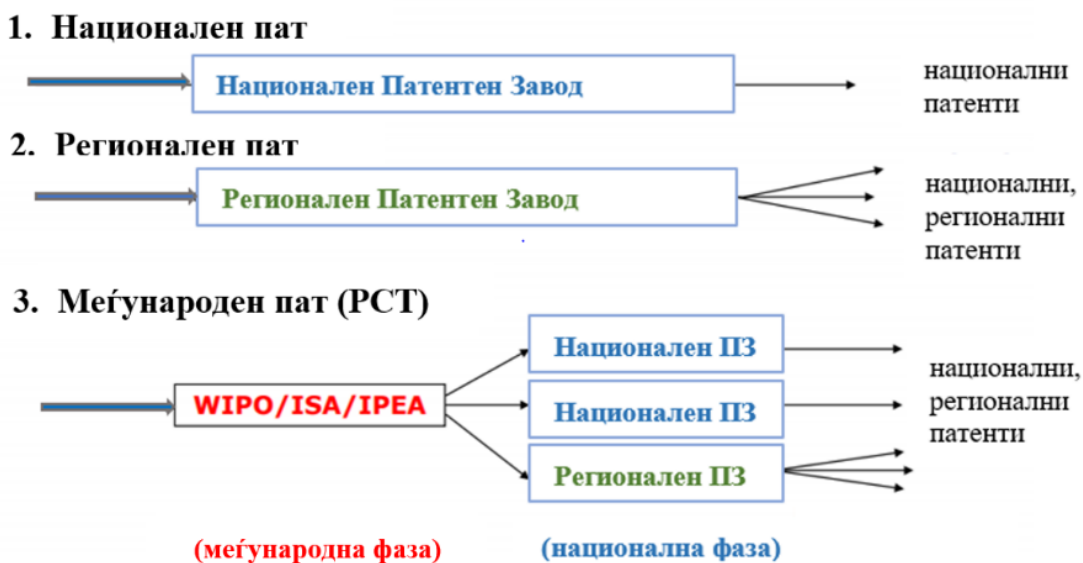 1. Национален пат
Национален Патентен Завод
национални
патенти
2. Регионален пат
Регионален Патентен Завод
национални,
регионални
патенти
3. Меѓународен пат (РСТ)
WIPO/ISA/IPEA
Национален ПЗ
Национален ПЗ
Регионален ПЗ
национални,
регионални
патенти
(меѓународна фаза)
(национална фаза)